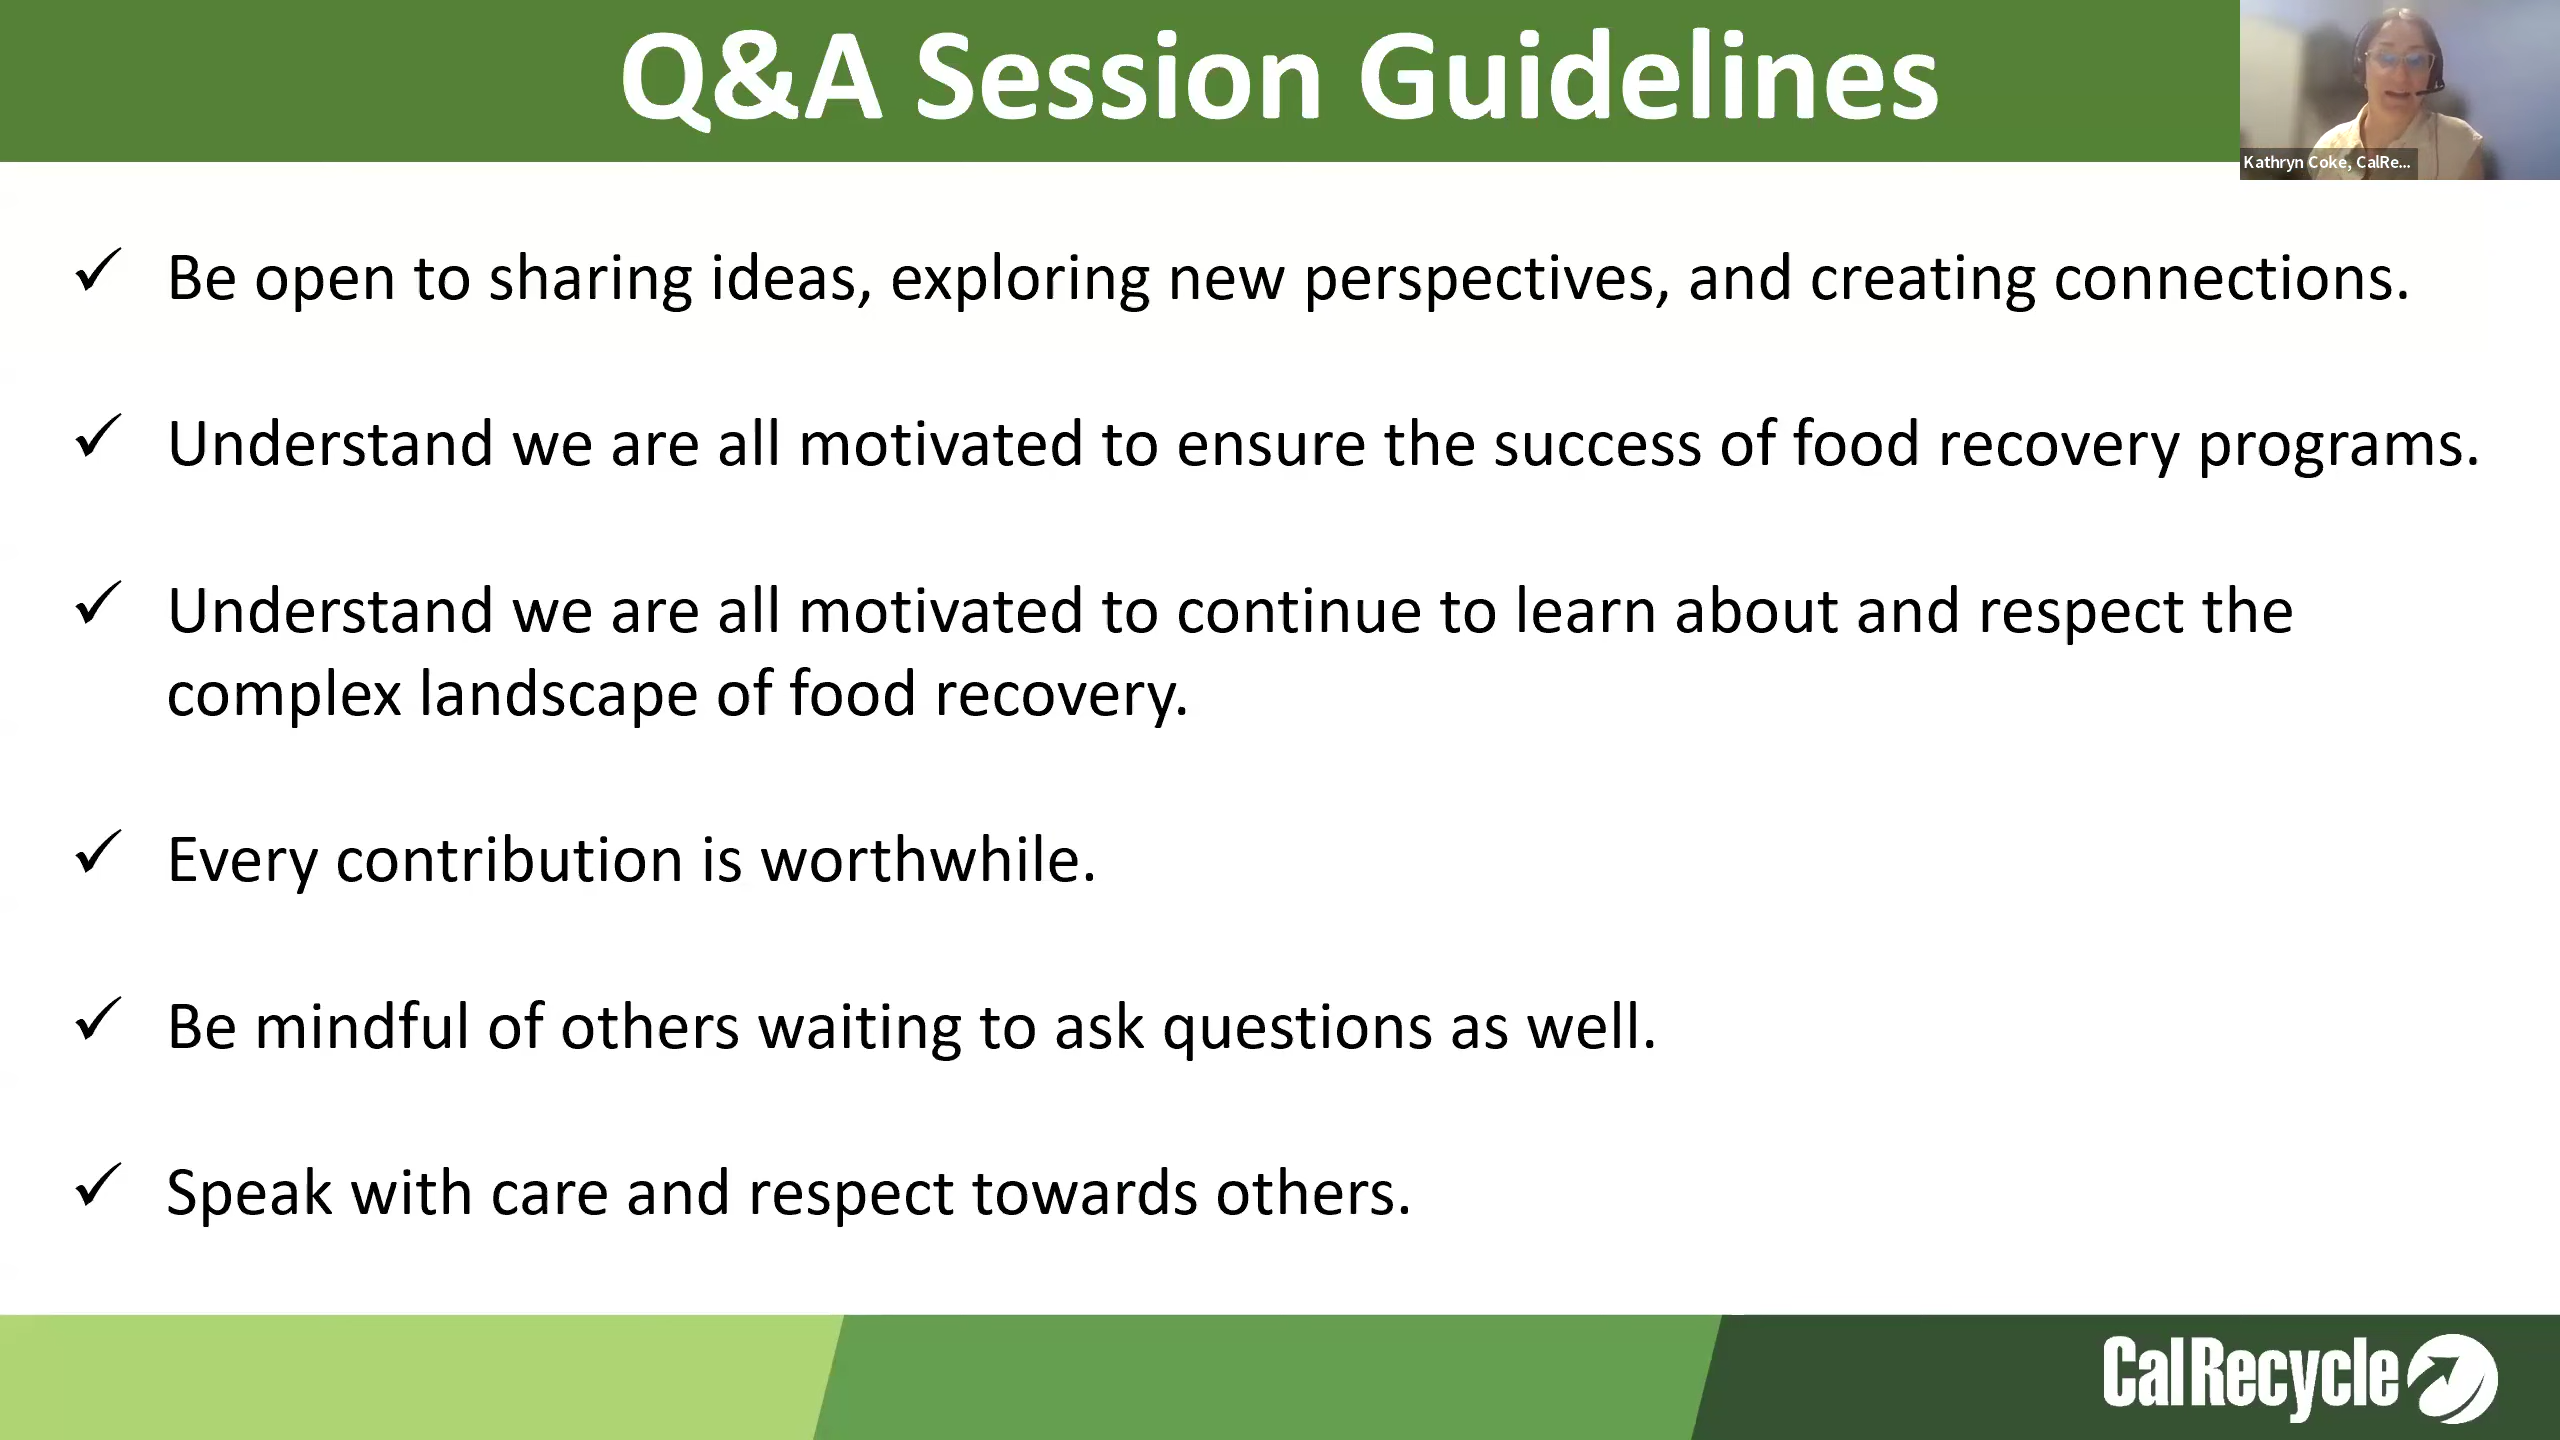 Q&A Session Guidelines
Kathryn Coke, CalRe...
✓ Be open to sharing ideas, exploring new perspectives, and creating connections.
✓ Understand we are all motivated to ensure the success of food recovery programs.
✓ Understand we are all motivated to continue to learn about and respect the
complex landscape of food recovery.
✓ Every contribution is worthwhile.
✓ Be mindful of others waiting to ask questions as well.
✓ Speak with care and respect towards others.
CalRecycle